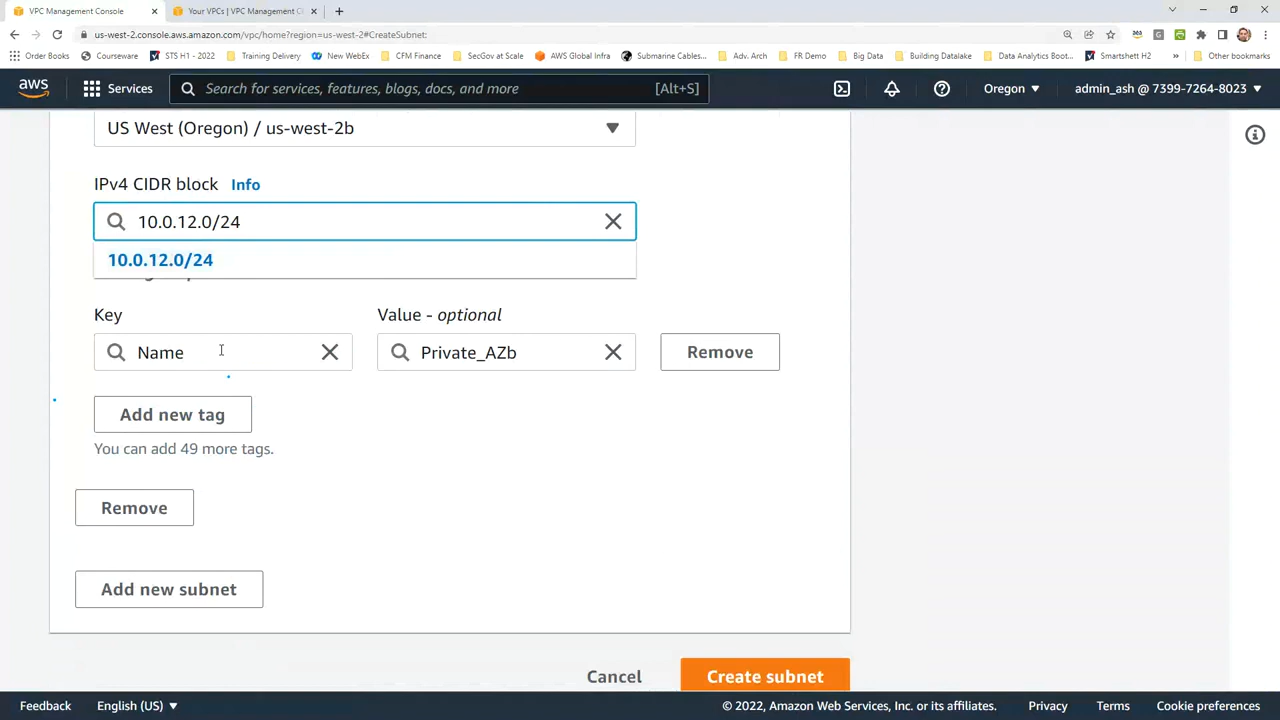 VPC Management Console
Your VPCs | VPC Management C
us-west-2.console.aws.amazon.com/vpc/home?region=us-west-2#CreateSubnet:
Order Books Courseware STS H1 - 2022 Training Delivery New WebEx CFM Finance SecGov at Scale AWS Global Infra Submarine Cables... Adv. Arch FR Demo Big Data Building Datalake Data Analytics Boot... Smartshett H2 » Other bookmarks
aws Services Search for services, features, blogs, docs, and more [Alt+S] Oregon admin_ash @ 7399-7264-8023
US West (Oregon) / us-west-2b
IPv4 CIDR block Info
10.0.12.0/24
10.0.12.0/24
Key Value - optional
Name Private_AZb Remove
Add new tag
You can add 49 more tags.
Remove
Add new subnet
Cancel Create subnet
Feedback English (US) © 2022, Amazon Web Services, Inc. or its affiliates. Privacy Terms Cookie preferences